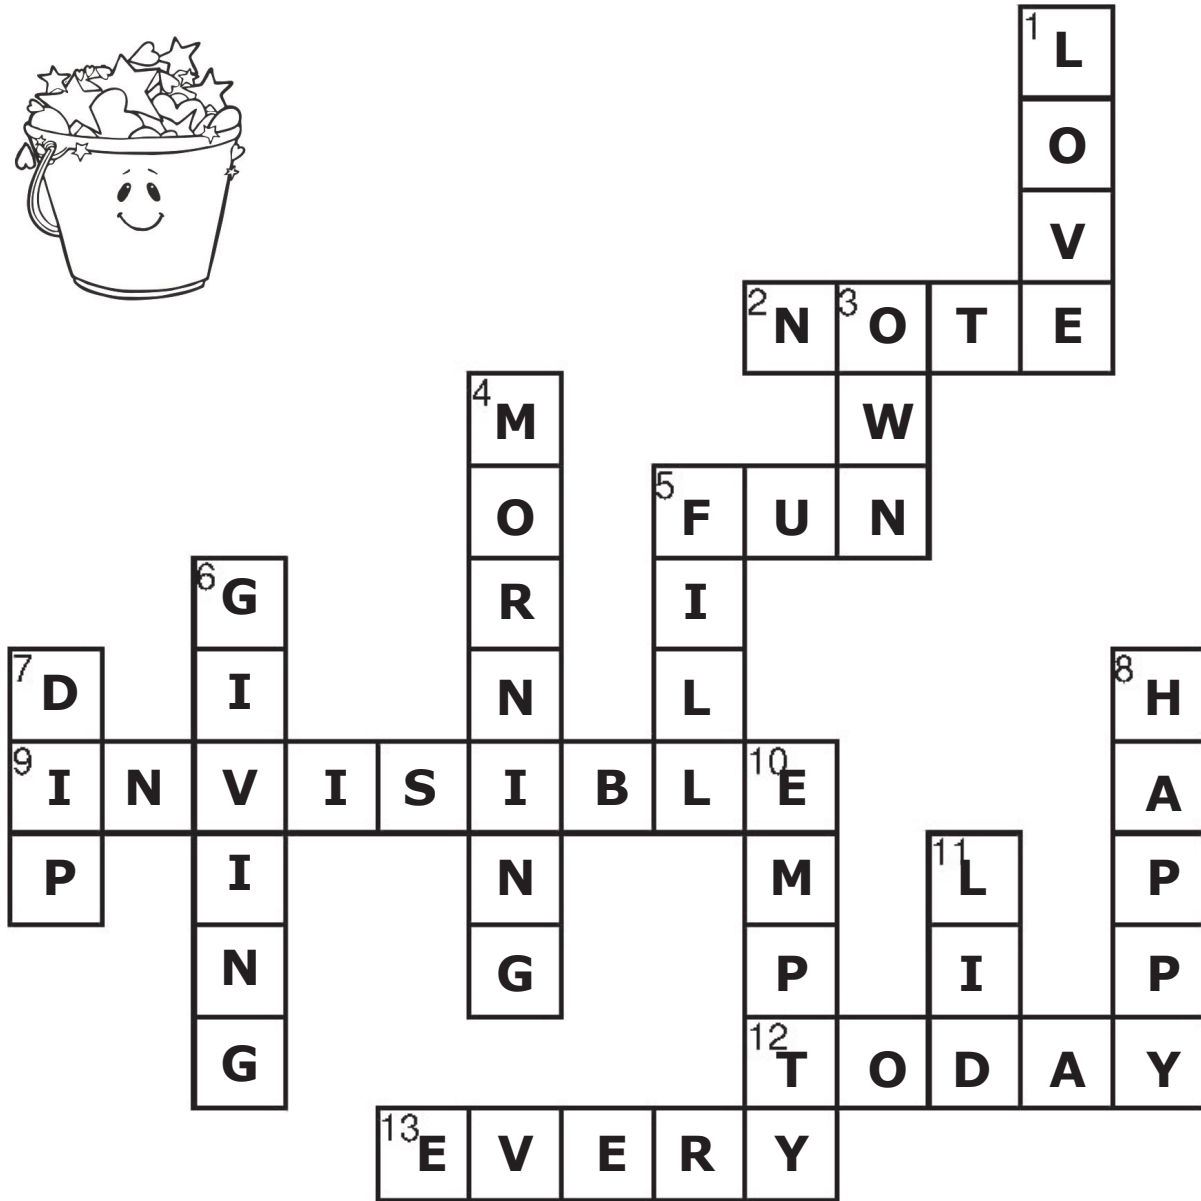 1 L
O
V
2 N 3 O T E
4 M W
O 5 F U N
6 G R I
7 D I N L 8 H
9 I N V I S I B L 10 E A
P I N M 11 L P
N G P I P
G 12 T O D A Y
13 E V E R Y